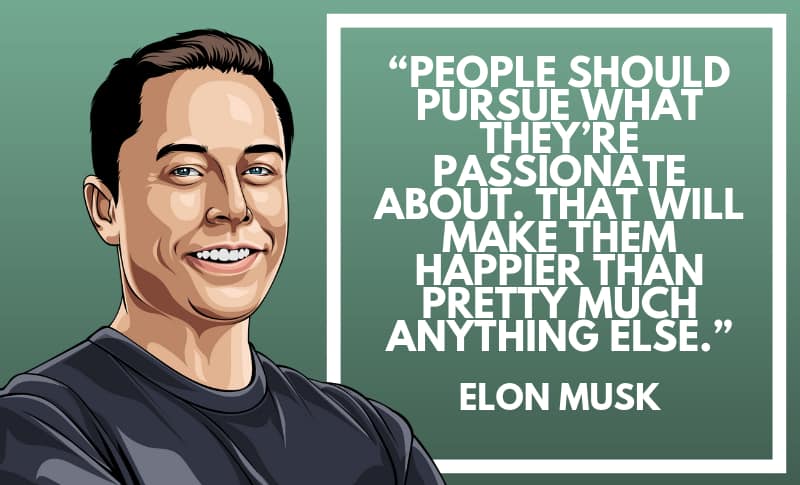 “PEOPLE SHOULD
PURSUE WHAT
THEY’RE
PASSIONATE
ABOUT. THAT WILL
MAKE THEM
HAPPIER THAN
PRETTY MUCH
ANYTHING ELSE.”
ELON MUSK